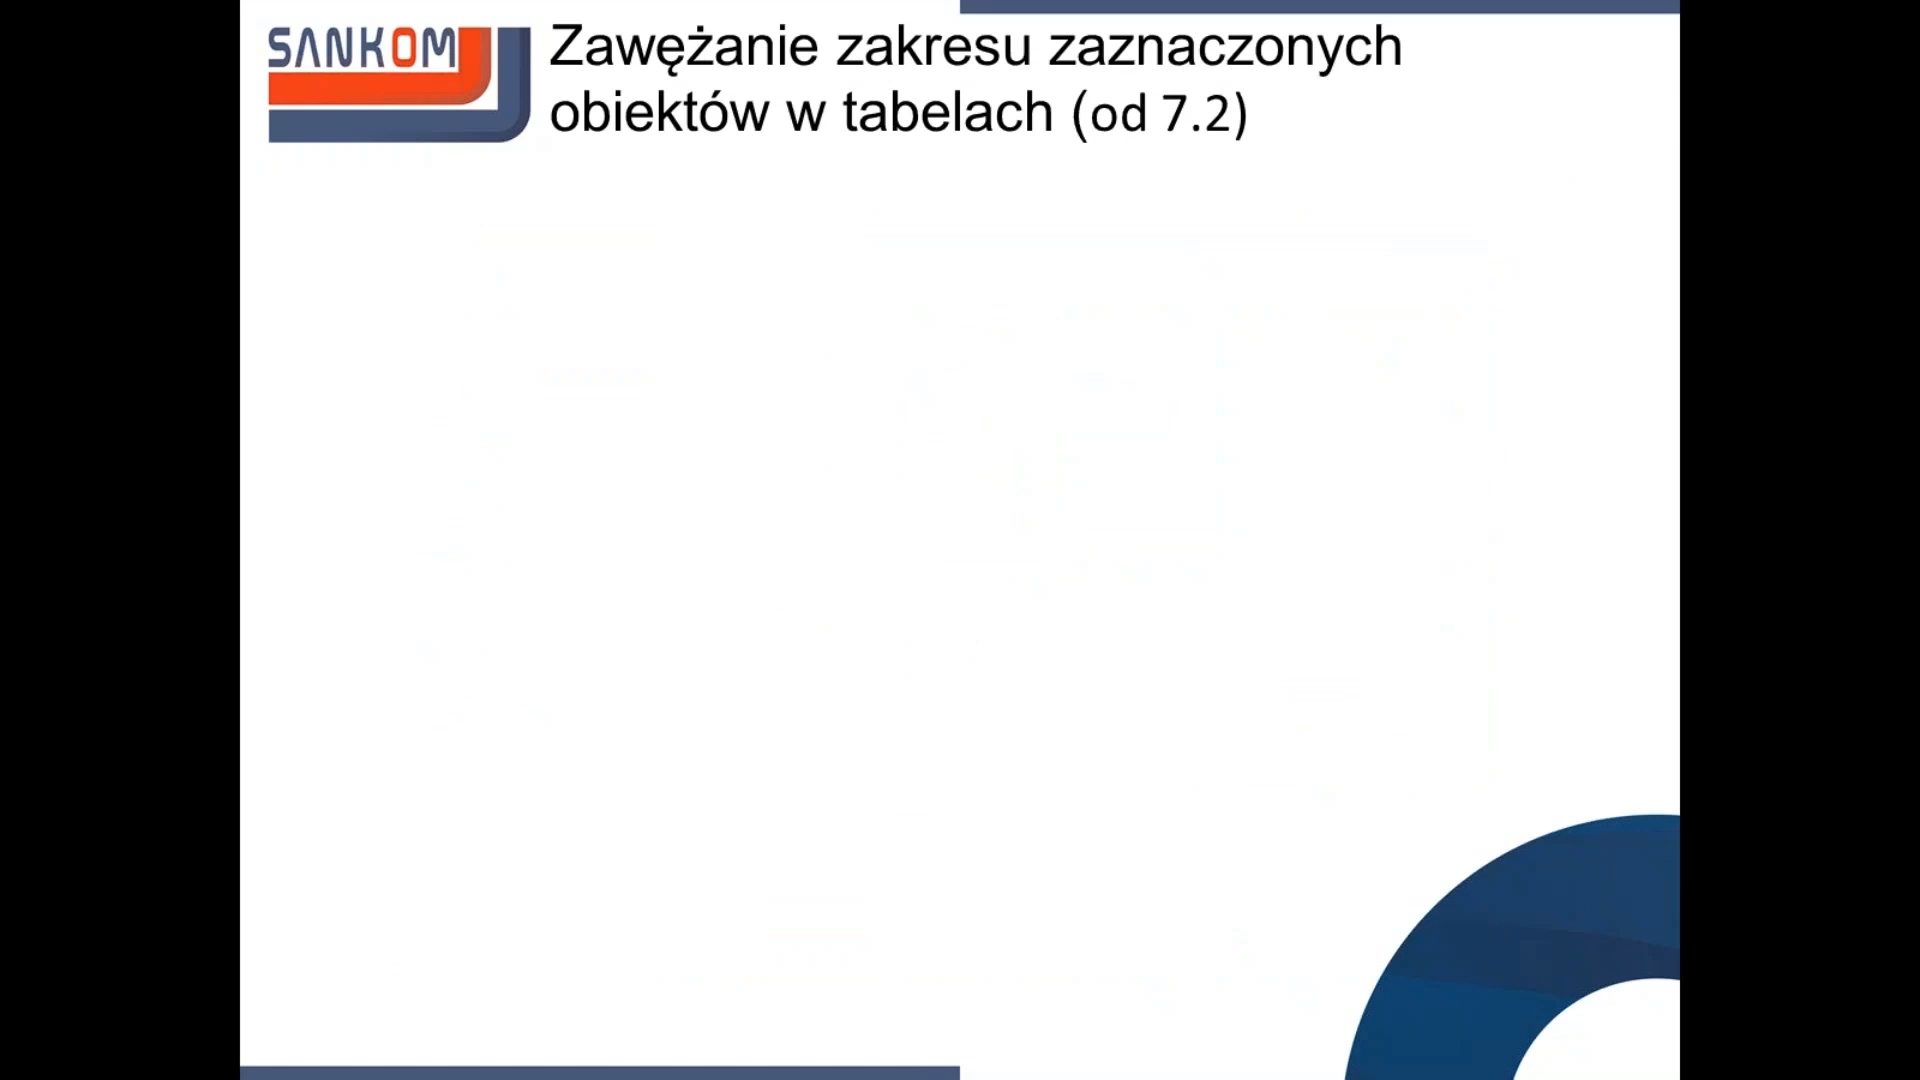 SANKOM
Zawężanie zakresu zaznaczonych
obiektów w tabelach (od 7.2)